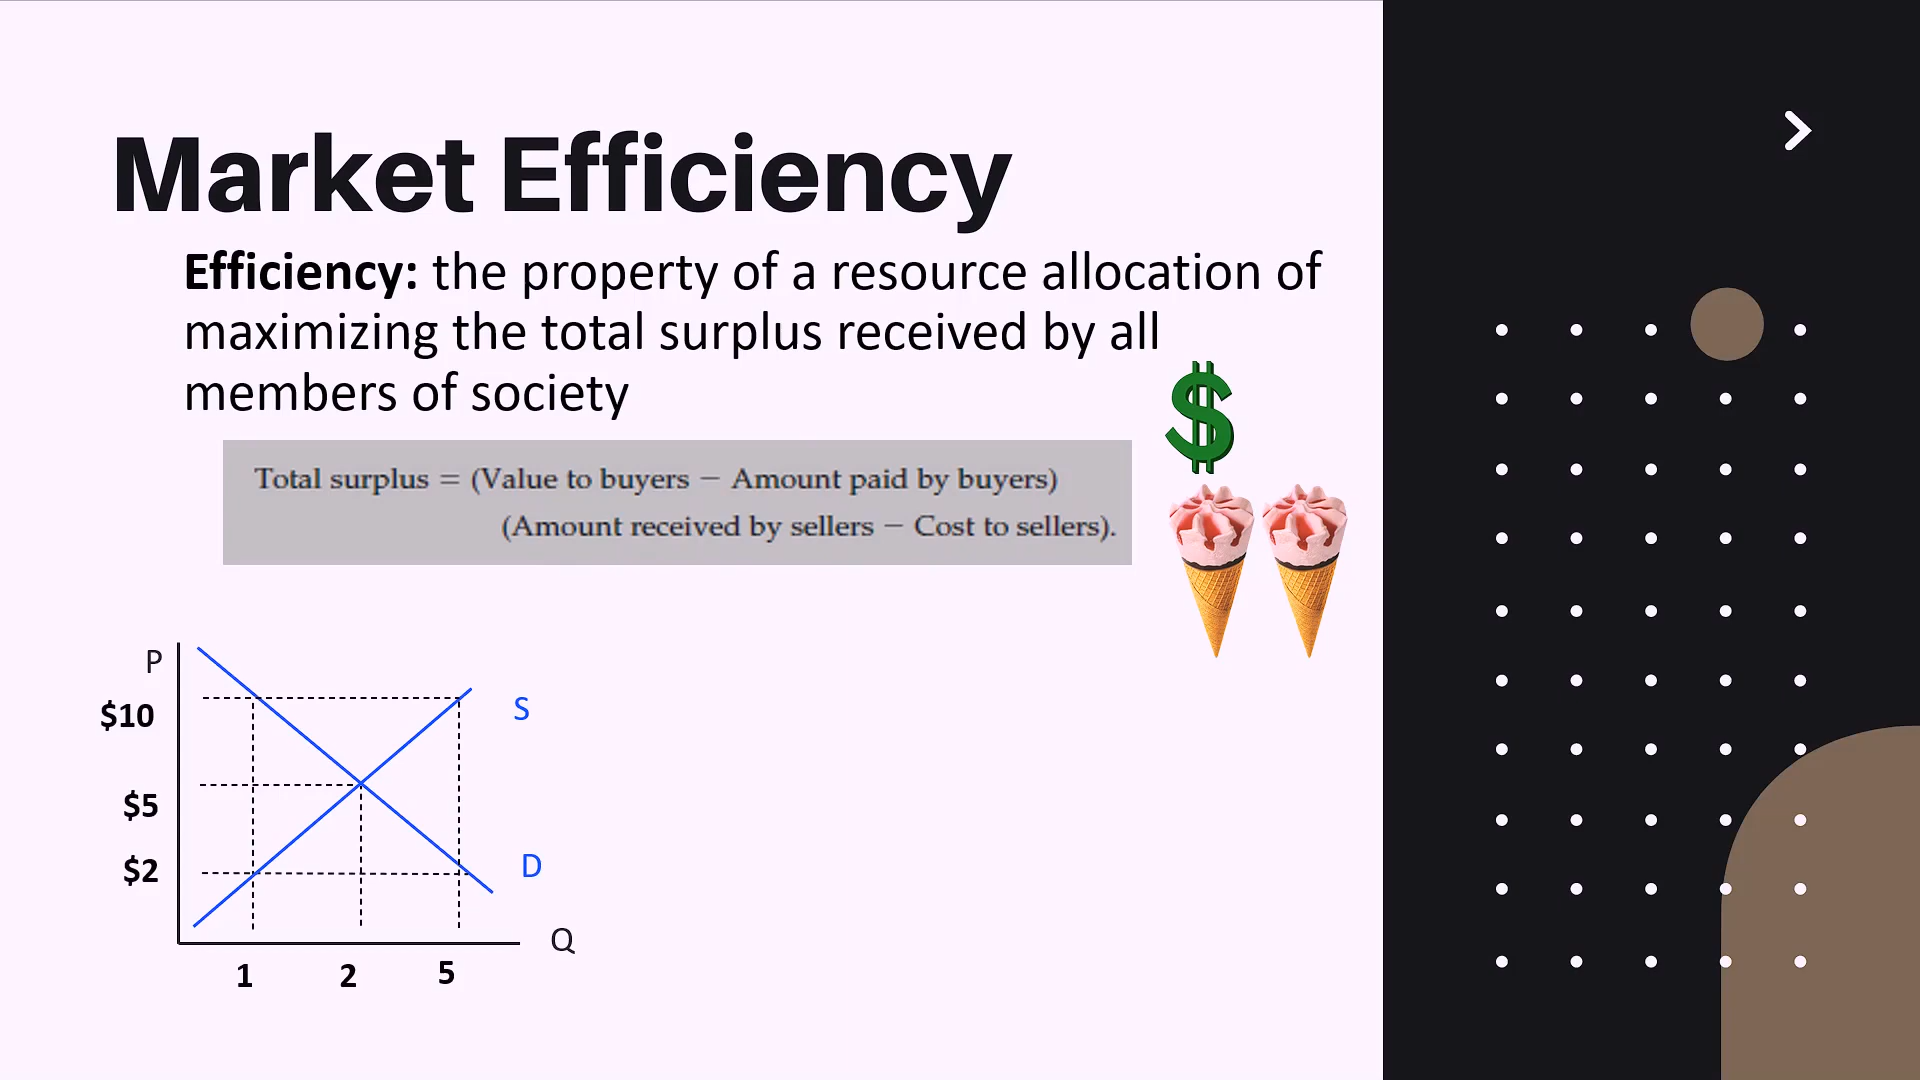 Market Efficiency
Efficiency: the property of a resource allocation of
maximizing the total surplus received by all
members of society
$
Total surplus = (Value to buyers − Amount paid by buyers)
(Amount received by sellers − Cost to sellers).
P
$10
S
$5
$2
D
Q
1 2 5